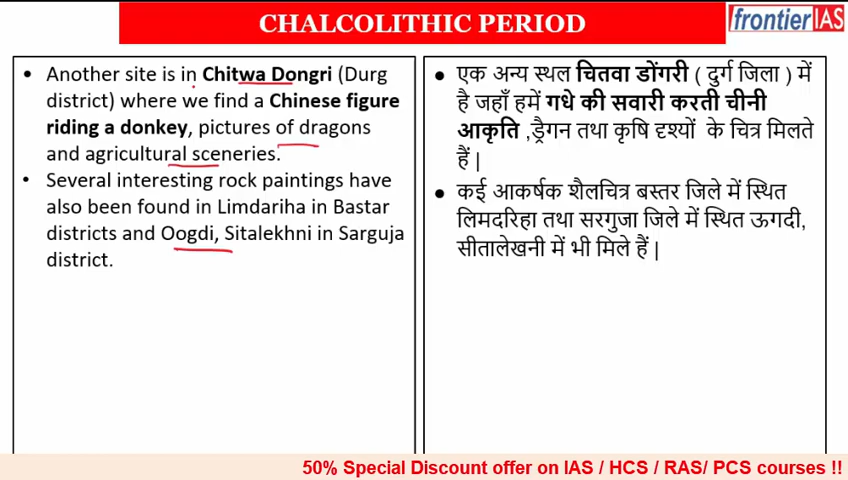 CHALCOLITHIC PERIOD
frontierIAS
• Another site is in Chitwa Dongri (Durg
district) where we find a Chinese figure
riding a donkey, pictures of dragons
and agricultural sceneries.
• Several interesting rock paintings have
also been found in Limdariha in Bastar
districts and Oogdi, Sitalekhni in Sarguja
district.
● एक अन्य स्थल चितवा डोंगरी ( दुर्ग जिला ) में
है जहाँ हमें गधे की सवारी करती चीनी
आकृति ,ड्रैगन तथा कृषि दृश्यों के चित्र मिलते
हैं |
● कई आकर्षक शैलचित्र बस्तर जिले में स्थित
लिमदरिहा तथा सरगुजा जिले में स्थित ऊगदी,
सीतालेखनी में भी मिले हैं |
50% Special Discount offer on IAS / HCS / RAS/ PCS courses !!